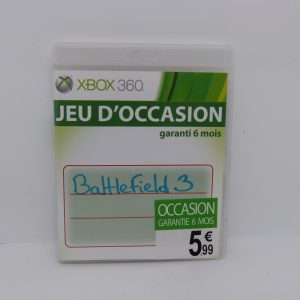 XBOX 360
JEU D'OCCASION
garanti 6 mois
Battlefield 3
OCCASION
GARANTIE 6 MOIS
5€,99